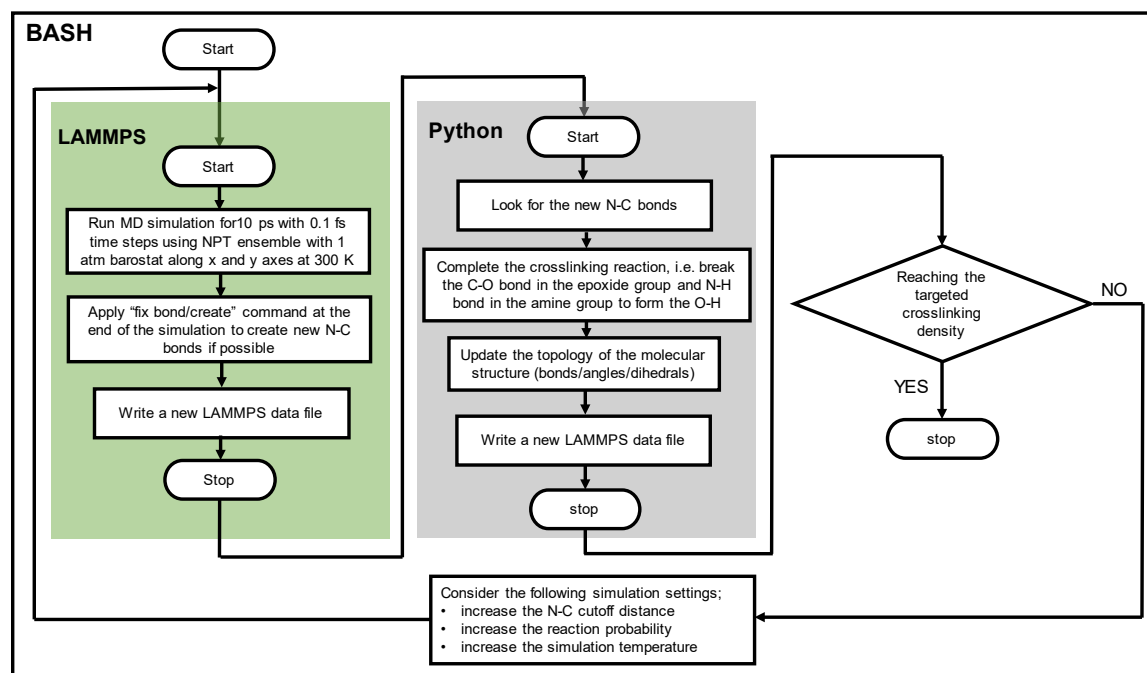 BASH
Start
LAMMPS
Start
Run MD simulation for10 ps with 0.1 fs
time steps using NPT ensemble with 1
atm barostat along x and y axes at 300 K
Apply “fix bond/create” command at the
end of the simulation to create new N-C
bonds if possible
Write a new LAMMPS data file
Stop
Python
Start
Look for the new N-C bonds
Complete the crosslinking reaction, i.e. break
the C-O bond in the epoxide group and N-H
bond in the amine group to form the O-H
Update the topology of the molecular
structure (bonds/angles/dihedrals)
Write a new LAMMPS data file
stop
Reaching the
targeted
crosslinking
density
NO
YES
stop
Consider the following simulation settings;
• increase the N-C cutoff distance
• increase the reaction probability
• increase the simulation temperature